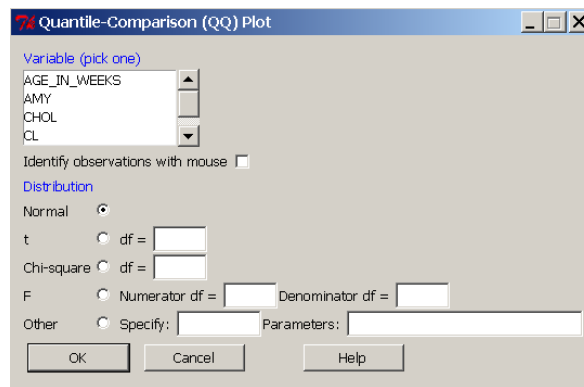 Quantile-Comparison (QQ) Plot
Variable (pick one)
AGE_IN_WEEKS
AMY
CHOL
CL
Identify observations with mouse
Distribution
Normal
t df =
Chi-square df =
F Numerator df = Denominator df =
Other Specify: Parameters:
OK Cancel Help